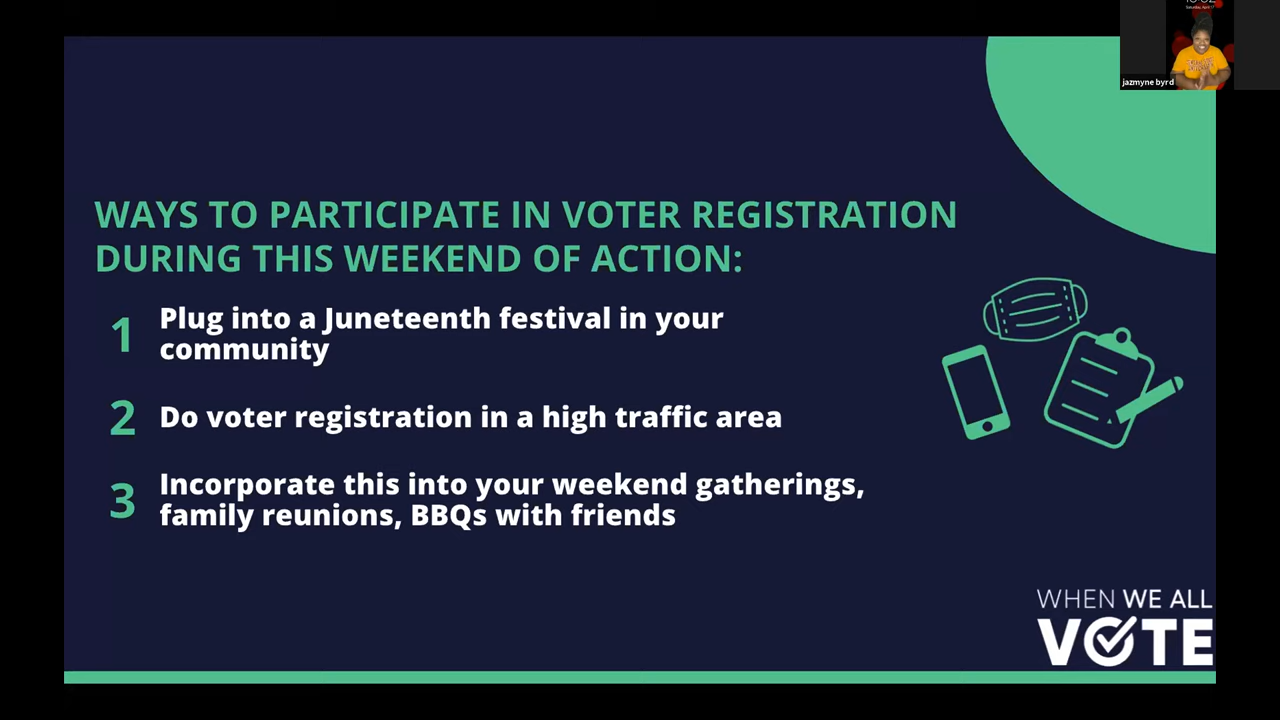 WAYS TO PARTICIPATE IN VOTER REGISTRATION
DURING THIS WEEKEND OF ACTION:
1 Plug into a Juneteenth festival in your
community
2 Do voter registration in a high traffic area
3 Incorporate this into your weekend gatherings,
family reunions, BBQs with friends
WHEN WE ALL
VOTE
jazmyne byrd